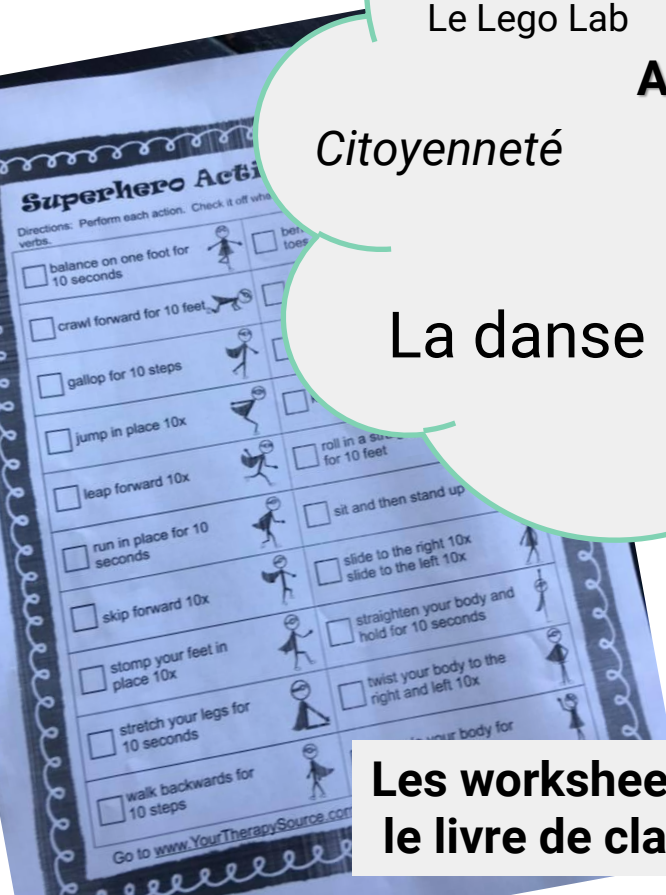 Le Lego Lab
A
Citoyenneté
La danse
Superhero Acti
Directions: Perform each action. Check it off
verbs.
balance on one foot for
10 seconds
toes
crawl forward for 10 feet
gallop for 10 steps
jump in place 10x
leap forward 10x
roll in a
for 10 feet
run in place for 10
seconds
sit and then stand up
skip forward 10x
slide to the right 10x
slide to the left 10x
stomp your feet in
place 10x
straighten your body and
hold for 10 seconds
stretch your legs for
10 seconds
twist your body to the
right and left 10x
walk backwards for
10 steps
your body for
Go to www.YourTherapySource.com
Les workshee
le livre de cla